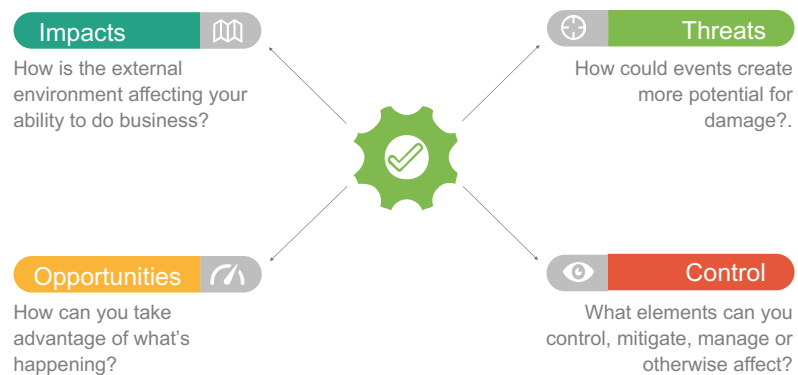 Impacts
How is the external
environment affecting your
ability to do business?
Threats
How could events create
more potential for
damage?.
Opportunities
How can you take
advantage of what’s
happening?
Control
What elements can you
control, mitigate, manage or
otherwise affect?